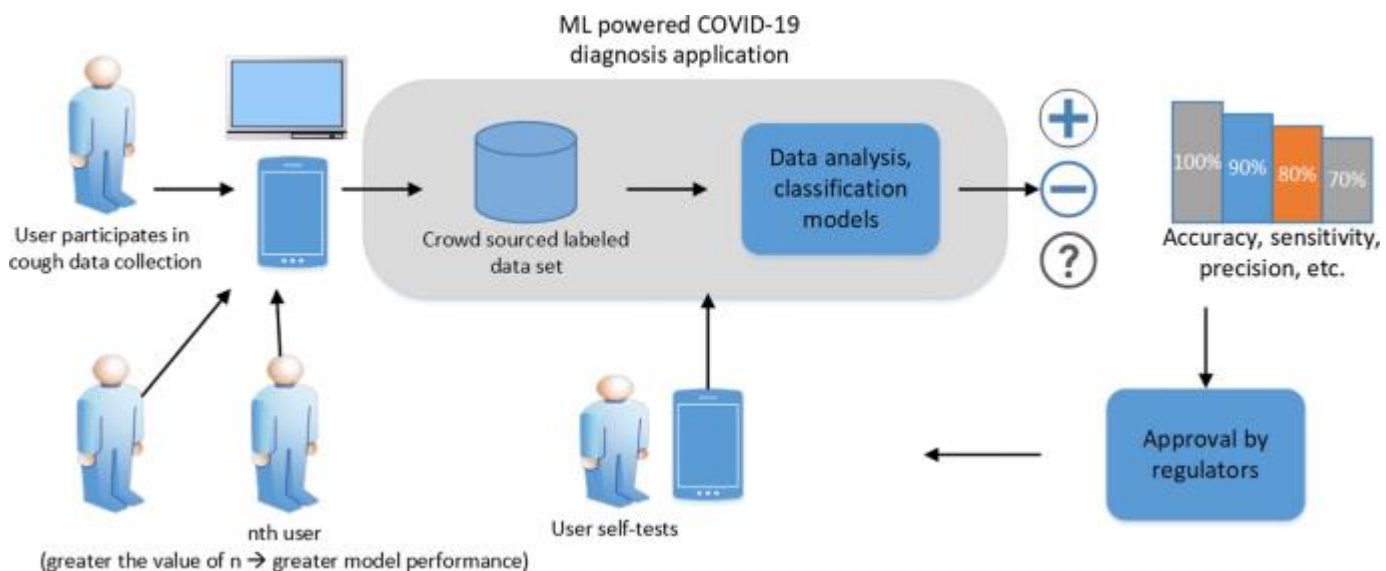 ML powered COVID-19
diagnosis application
User participates in
cough data collection
Crowd sourced labeled
data set
Data analysis,
classification
models
100%
90%
80%
70%
Accuracy, sensitivity,
precision, etc.
Approval by
regulators
User self-tests
nth user
(greater the value of n → greater model performance)